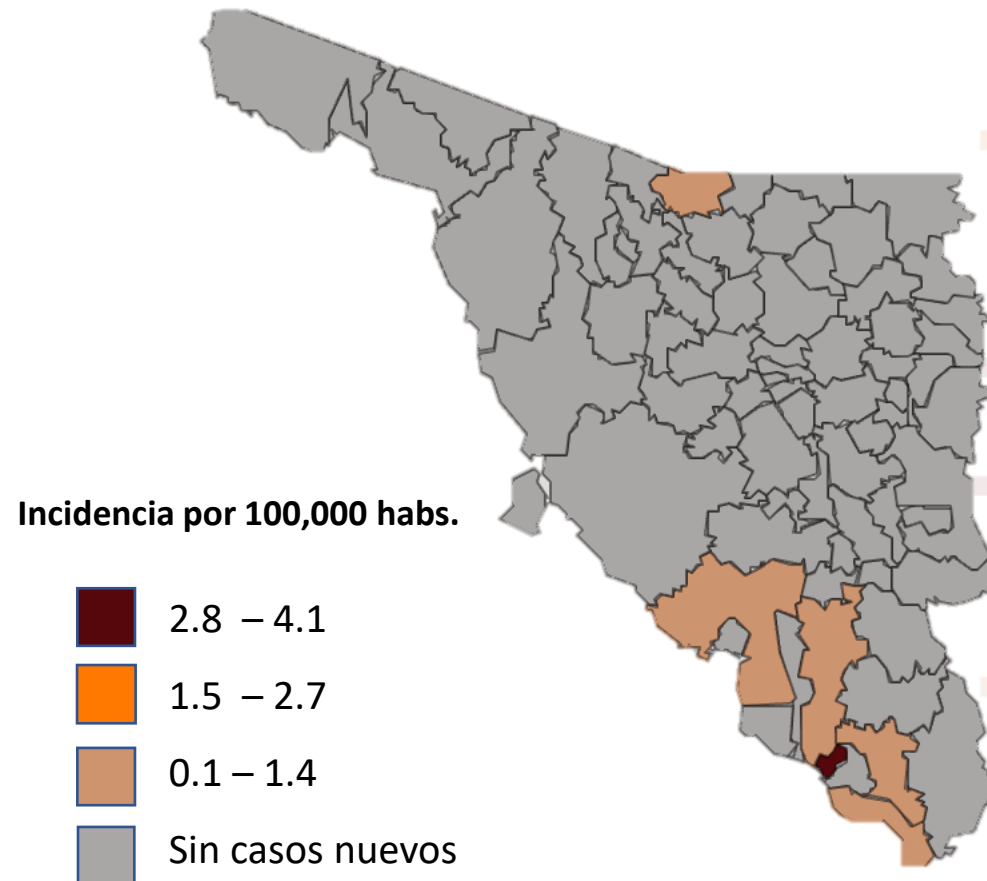 Incidencia por 100,000 habs.
2.8 – 4.1
1.5 – 2.7
0.1 – 1.4
Sin casos nuevos